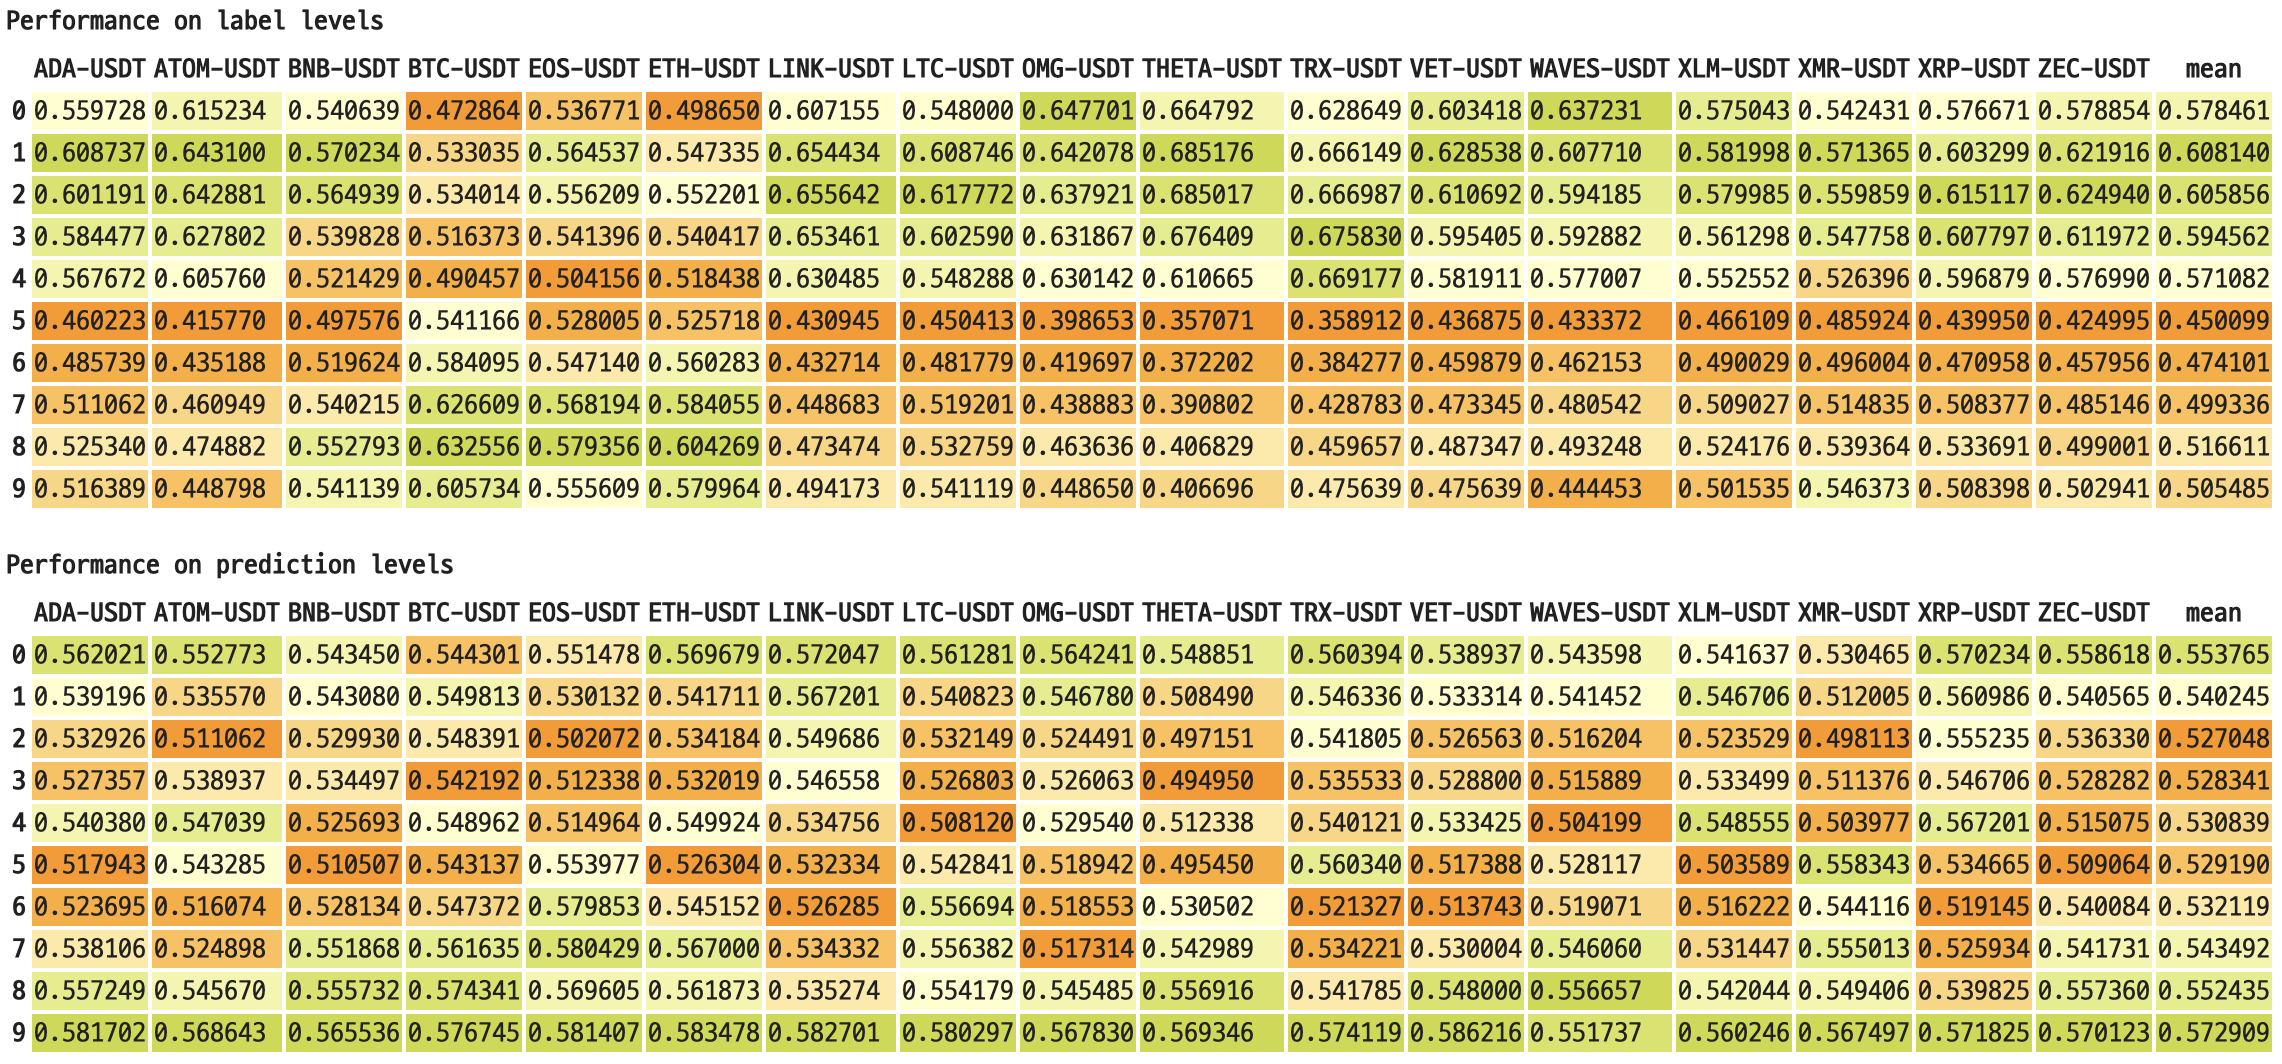 Performance on label levels
ADA-USDT ATOM-USDT BNB-USDT BTC-USDT EOS-USDT ETH-USDT LINK-USDT LTC-USDT OMG-USDT THETA-USDT TRX-USDT VET-USDT WAVES-USDT XLM-USDT XMR-USDT XRP-USDT ZEC-USDT mean
0 0.559728 0.615234 0.540639 0.472864 0.536771 0.498650 0.607155 0.548000 0.647701 0.664792 0.628649 0.603418 0.637231 0.575043 0.542431 0.576671 0.578854 0.578461
1 0.608737 0.643100 0.570234 0.533035 0.564537 0.547335 0.654434 0.608746 0.642078 0.685176 0.666149 0.628538 0.607710 0.581998 0.571365 0.603299 0.621916 0.608140
2 0.601191 0.642881 0.564939 0.534014 0.556209 0.552201 0.655642 0.617772 0.637921 0.685017 0.666987 0.610692 0.594185 0.579985 0.559859 0.615117 0.624940 0.605856
3 0.584477 0.627802 0.539828 0.516373 0.541396 0.540417 0.653461 0.602590 0.631867 0.676409 0.675830 0.595405 0.592882 0.561298 0.547758 0.607797 0.611972 0.594562
4 0.567672 0.605760 0.521429 0.490457 0.504156 0.518438 0.630485 0.548288 0.630142 0.610665 0.669177 0.581911 0.577007 0.552552 0.526396 0.596879 0.576990 0.571082
5 0.460223 0.415770 0.497576 0.541166 0.528005 0.525718 0.430945 0.450413 0.398653 0.357071 0.358912 0.436875 0.433372 0.466109 0.485924 0.439950 0.424995 0.450099
6 0.485739 0.435188 0.519624 0.584095 0.547140 0.560283 0.432714 0.481779 0.419697 0.372202 0.384277 0.459879 0.462153 0.490029 0.496004 0.470958 0.457956 0.474101
7 0.511062 0.460949 0.540215 0.626609 0.568194 0.584055 0.448683 0.519201 0.438883 0.390802 0.428783 0.473345 0.480542 0.509027 0.514835 0.508377 0.485146 0.499336
8 0.525340 0.474882 0.552793 0.632556 0.579356 0.604269 0.473474 0.532759 0.463636 0.406829 0.459657 0.487347 0.493248 0.524176 0.539364 0.533691 0.499001 0.516611
9 0.516389 0.448798 0.541139 0.605734 0.555609 0.579964 0.494173 0.541119 0.448650 0.406696 0.475639 0.475639 0.444453 0.501535 0.546373 0.508398 0.502941 0.505485
Performance on prediction levels
ADA-USDT ATOM-USDT BNB-USDT BTC-USDT EOS-USDT ETH-USDT LINK-USDT LTC-USDT OMG-USDT THETA-USDT TRX-USDT VET-USDT WAVES-USDT XLM-USDT XMR-USDT XRP-USDT ZEC-USDT mean
0 0.562021 0.552773 0.543450 0.544301 0.551478 0.569679 0.572047 0.561281 0.564241 0.548851 0.560394 0.538937 0.543598 0.541637 0.530465 0.570234 0.558618 0.553765
1 0.539196 0.535570 0.543080 0.549813 0.530132 0.541711 0.567201 0.540823 0.546780 0.508490 0.546336 0.533314 0.541452 0.546706 0.512005 0.560986 0.540565 0.540245
2 0.532926 0.511062 0.529930 0.548391 0.502072 0.534184 0.549686 0.532149 0.524491 0.497151 0.541805 0.526563 0.516204 0.523529 0.498113 0.555235 0.536330 0.527048
3 0.527357 0.538937 0.534497 0.542192 0.512338 0.532019 0.546558 0.526803 0.526063 0.494950 0.535533 0.528800 0.515889 0.533499 0.511376 0.546706 0.528282 0.528341
4 0.540380 0.547039 0.525693 0.548962 0.514964 0.549924 0.534756 0.508120 0.529540 0.512338 0.540121 0.533425 0.504199 0.548555 0.503977 0.567201 0.515075 0.530839
5 0.517943 0.543285 0.510507 0.543137 0.553977 0.526304 0.532334 0.542841 0.518942 0.495450 0.560340 0.517388 0.528117 0.503589 0.558343 0.534665 0.509064 0.529190
6 0.523695 0.516074 0.528134 0.547372 0.579853 0.545152 0.526285 0.556694 0.518553 0.530502 0.521327 0.513743 0.519071 0.516222 0.544116 0.519145 0.540084 0.532119
7 0.538106 0.524898 0.551868 0.561635 0.580429 0.567000 0.534332 0.556382 0.517314 0.542989 0.534221 0.530004 0.546060 0.531447 0.555013 0.525934 0.541731 0.543492
8 0.557249 0.545670 0.555732 0.574341 0.569605 0.561873 0.535274 0.554179 0.545485 0.556916 0.541785 0.548000 0.556657 0.542044 0.549406 0.539825 0.557360 0.552435
9 0.581702 0.568643 0.565536 0.576745 0.581407 0.583478 0.582701 0.580297 0.567830 0.569346 0.574119 0.586216 0.551737 0.560246 0.567497 0.571825 0.570123 0.572909